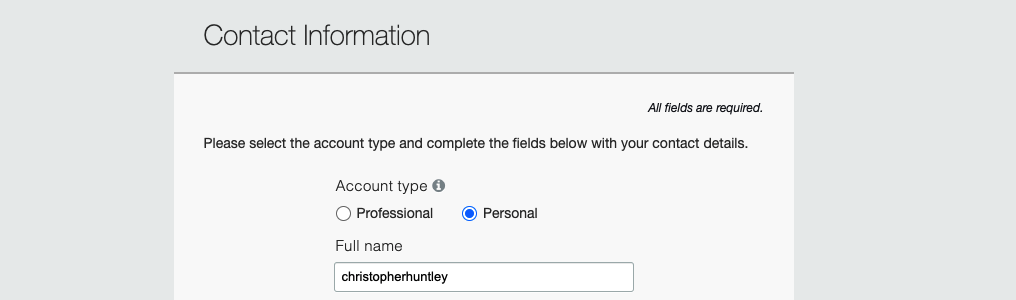 Contact Information
All fields are required.
Please select the account type and complete the fields below with your contact details.
Account type
Professional Personal
Full name
christopherhuntley